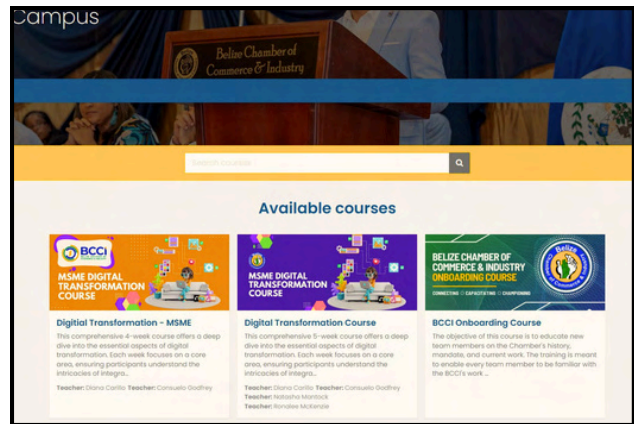 Campus
Belize Chamber of
Commerce & Industry
Search courses
Available courses
BCCI
MSME DIGITAL
TRANSFORMATION
COURSE
MSME DIGITAL
TRANSFORMATION
COURSE
BELIZE CHAMBER OF
COMMERCE & INDUSTRY
ONBOARDING COURSE
CONNECTING CAPACITATING CHAMPIONING
Belize
Digitial Transformation - MSME
This comprehensive 4-week course offers a deep
dive into the essential aspects of digital
transformation. Each week focuses on a core
area, ensuring participants understand the
intricacies of integra...
Teacher: Diana Carillo Teacher: Consuelo Godfrey
Digital Transformation Course
This comprehensive 5-week course offers a deep
dive into the essential aspects of digital
transformation. Each week focuses on a core
area, ensuring participants understand the
intricacies of integra...
Teacher: Diana Carillo Teacher: Consuelo Godfrey
Teacher: Natasha Mantock
Teacher: Ronalee McKenzie
BCCI Onboarding Course
The objective of this course is to educate new
team members on the Chamber's history,
mandate, and current work. The training is meant
to enable every team member to be familiar with
the BCCI's work ...